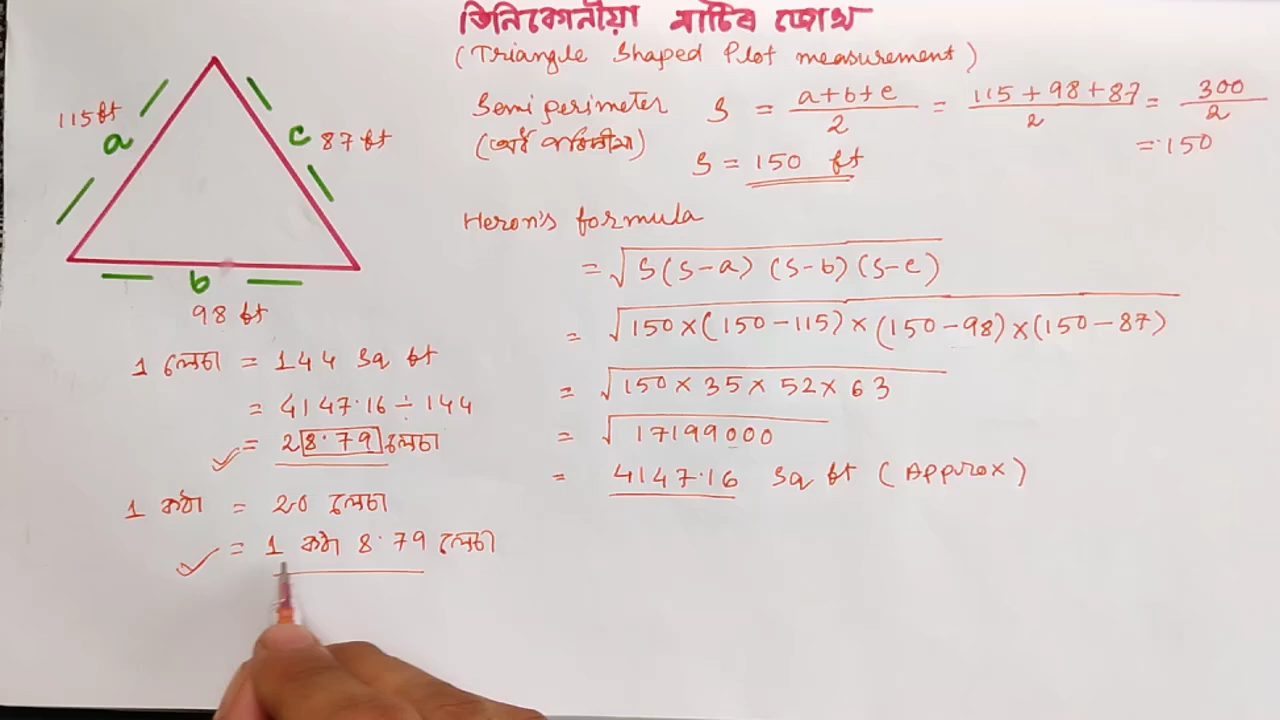 তিনিকোনীয়া মাটিৰ জোখ
(Triangle Shaped Plot measurement)
115 ft
a
c
87 ft
b
98 ft
Semi perimeter S = a+b+c/2 = 115+98+87/2 = 300/2
= 150
(অৰ্ধ পৰিসীমা)
S = 150 ft
Heron's formula
= √S(S-a) (S-b) (S-c)
= √150×(150-115)×(150-98)×(150-87)
= √150×35×52×63
= √17199000
= 4147.16 Sq ft (Approx)
1 লেচা = 144 Sq ft
= 4147.16 ÷ 144
= 28.79 লেচা
1 কঠা = 20 লেচা
= 1 কঠা 8.79 লেচা